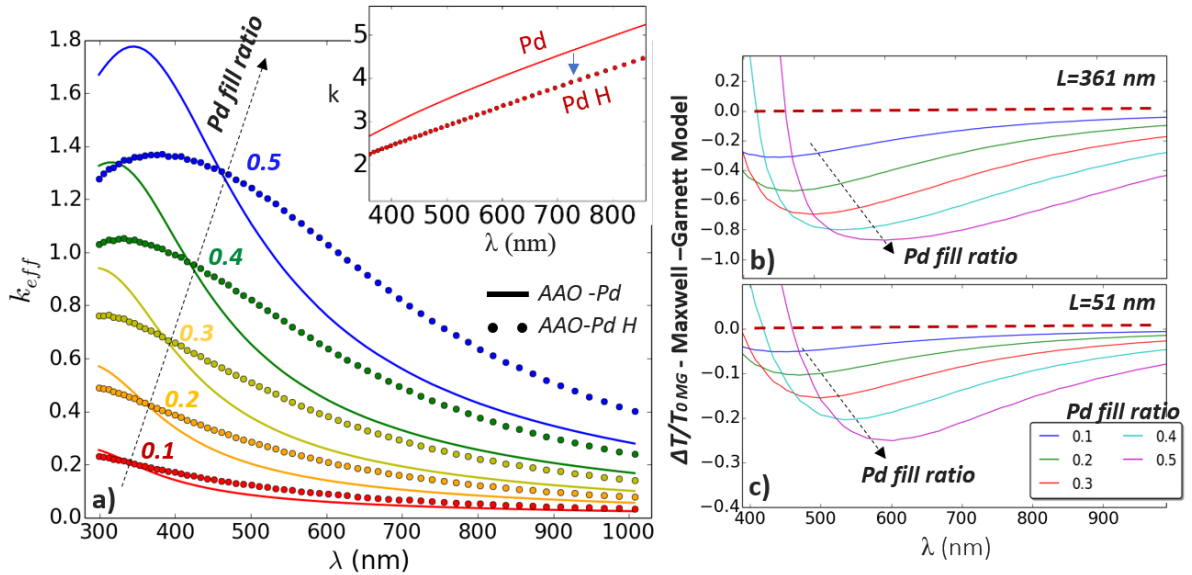 1.8
1.6
1.4
1.2
1.0
0.8
0.6
0.4
0.2
0.0
k_eff
300 400 500 600 700 800 900 1000
λ (nm)
a)
Pd fill ratio
0.5
0.4
0.3
0.2
0.1
AAO -Pd
AAO-Pd H
5
4
3
2
k
Pd
Pd H
400 500 600 700 800
λ (nm)
ΔT/T0 MG - Maxwell –Garnett Model
0.2
0.0
−0.2
−0.4
−0.6
−0.8
−1.0
L=361 nm
Pd fill ratio
b)
0.0
−0.1
−0.2
−0.3
−0.4
L=51 nm
Pd fill ratio
c)
Pd fill ratio
0.1 0.4
0.2 0.5
0.3
400 500 600 700 800 900
λ (nm)